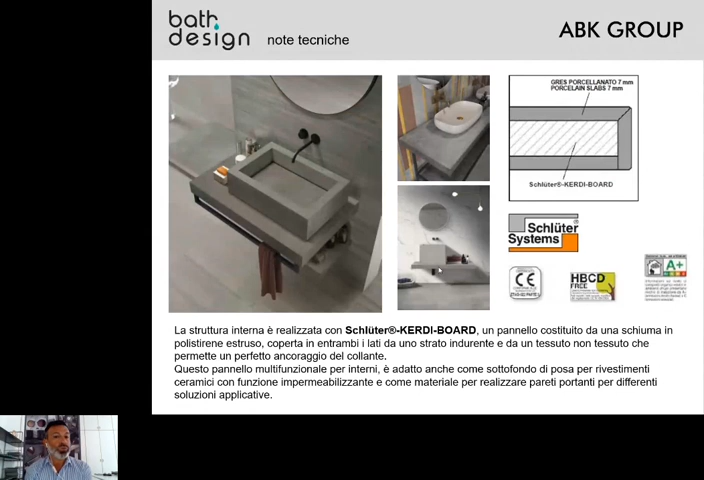 bath
design
note tecniche
ABK GROUP
GRES PORCELLANATO 7 mm
PORCELAIN SLABS 7 mm
Schlüter®-KERDI-BOARD
Schlüter®
Systems
CE
HBCD
FREE
A+
La struttura interna è realizzata con Schlüter®-KERDI-BOARD, un pannello costituito da una schiuma in
polistirene estruso, coperta in entrambi i lati da uno strato indurente e da un tessuto non tessuto che
permette un perfetto ancoraggio del collante.
Questo pannello multifunzionale per interni, è adatto anche come sottofondo di posa per rivestimenti
ceramici con funzione impermeabilizzante e come materiale per realizzare pareti portanti per differenti
soluzioni applicative.